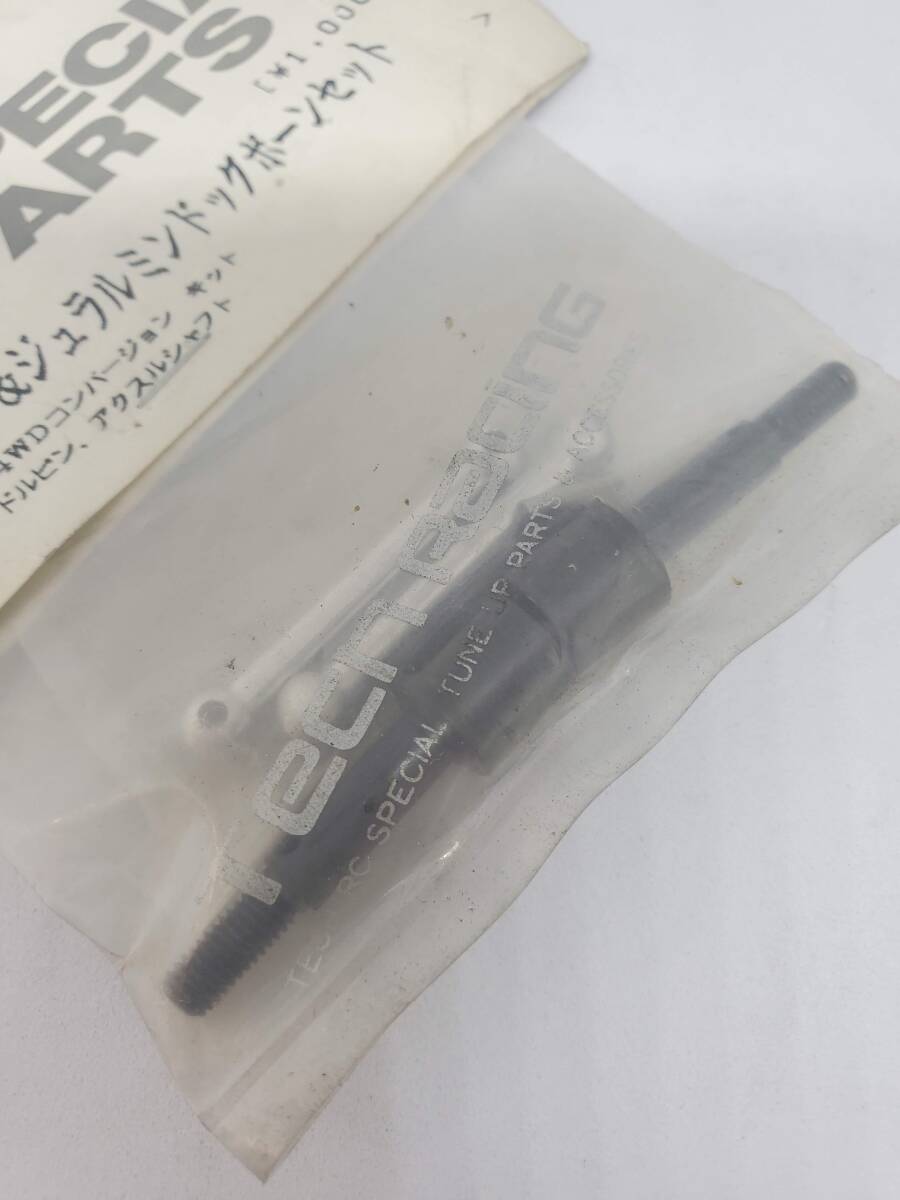 PECIA
ARTS
[¥1,000
&ジュラルミンドッグボーンセット
4WDコンバージョン キット
ドルピン、アクスルシャフト
Tech Racing
TECH RC SPECIAL TUNE UP PARTS & ACCESSORIES